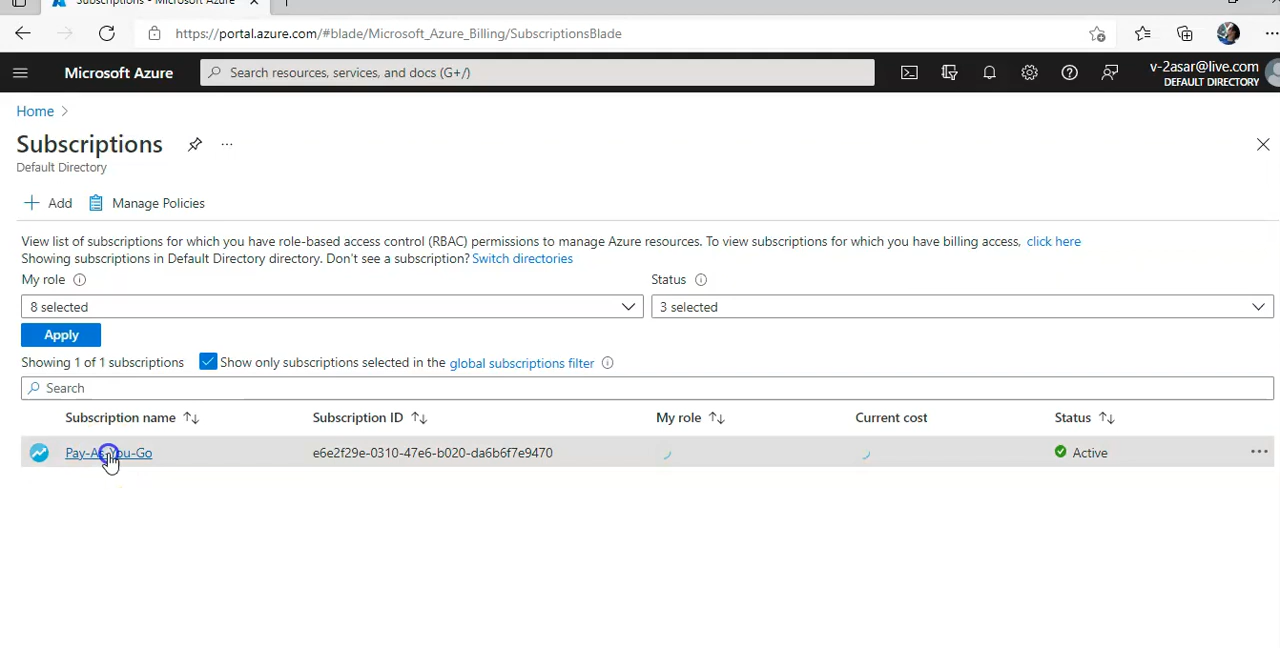 Subscriptions - Microsoft Azure
https://portal.azure.com/#blade/Microsoft_Azure_Billing/SubscriptionsBlade
Microsoft Azure
Search resources, services, and docs (G+/)
v-2asar@live.com
DEFAULT DIRECTORY
Home
Subscriptions
Default Directory
Add Manage Policies
View list of subscriptions for which you have role-based access control (RBAC) permissions to manage Azure resources. To view subscriptions for which you have billing access, click here
Showing subscriptions in Default Directory directory. Don't see a subscription? Switch directories
My role Status
8 selected 3 selected
Apply
Showing 1 of 1 subscriptions Show only subscriptions selected in the global subscriptions filter
Search
Subscription name Subscription ID My role Current cost Status
Pay-As-You-Go e6e2f29e-0310-47e6-b020-da6b6f7e9470 Active